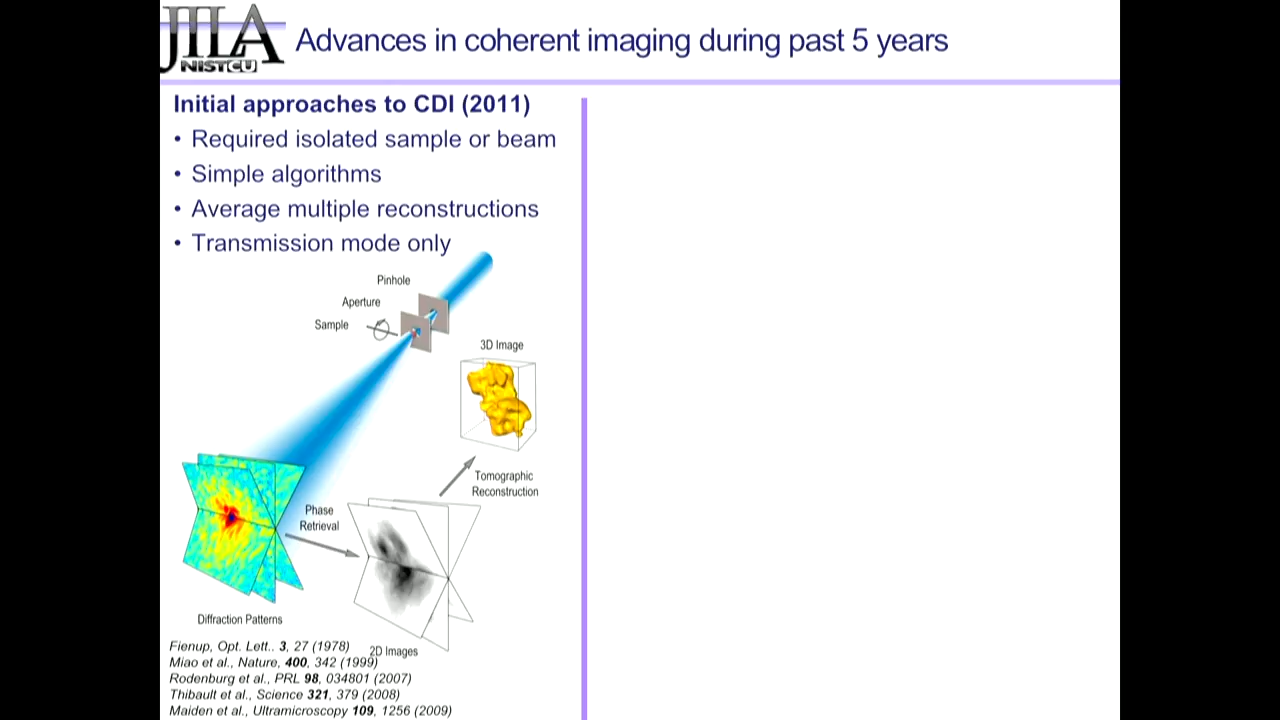 JILA
NIST CU
Advances in coherent imaging during past 5 years
Initial approaches to CDI (2011)
• Required isolated sample or beam
• Simple algorithms
• Average multiple reconstructions
• Transmission mode only
Pinhole
Aperture
Sample
3D Image
Tomographic
Reconstruction
Phase
Retrieval
Diffraction Patterns
2D Images
Fienup, Opt. Lett.. 3, 27 (1978)
Miao et al., Nature, 400, 342 (1999)
Rodenburg et al., PRL 98, 034801 (2007)
Thibault et al., Science 321, 379 (2008)
Maiden et al., Ultramicroscopy 109, 1256 (2009)